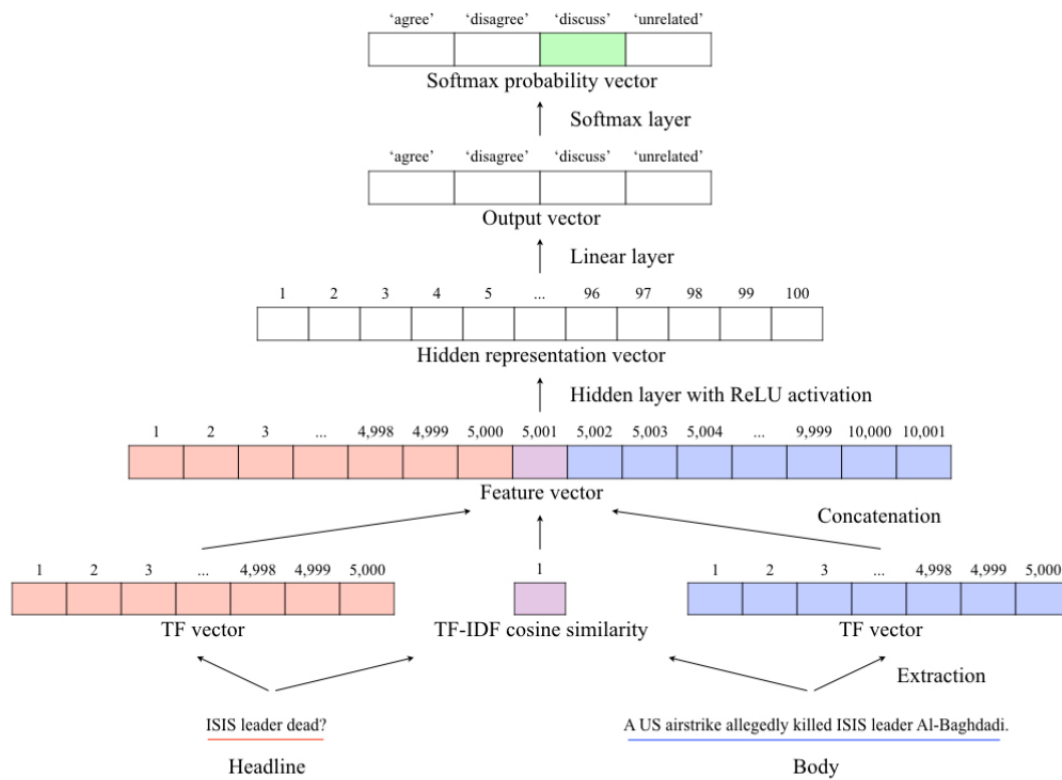 ‘agree’ ‘disagree’ ‘discuss’ ‘unrelated’
Softmax probability vector
Softmax layer
‘agree’ ‘disagree’ ‘discuss’ ‘unrelated’
Output vector
Linear layer
1 2 3 4 5 ... 96 97 98 99 100
Hidden representation vector
Hidden layer with ReLU activation
1 2 3 ... 4,998 4,999 5,000 5,001 5,002 5,003 5,004 ... 9,999 10,000 10,001
Feature vector
Concatenation
1 2 3 ... 4,998 4,999 5,000 1 1 2 3 ... 4,998 4,999 5,000
TF vector TF-IDF cosine similarity TF vector
Extraction
ISIS leader dead? A US airstrike allegedly killed ISIS leader Al-Baghdadi.
Headline Body